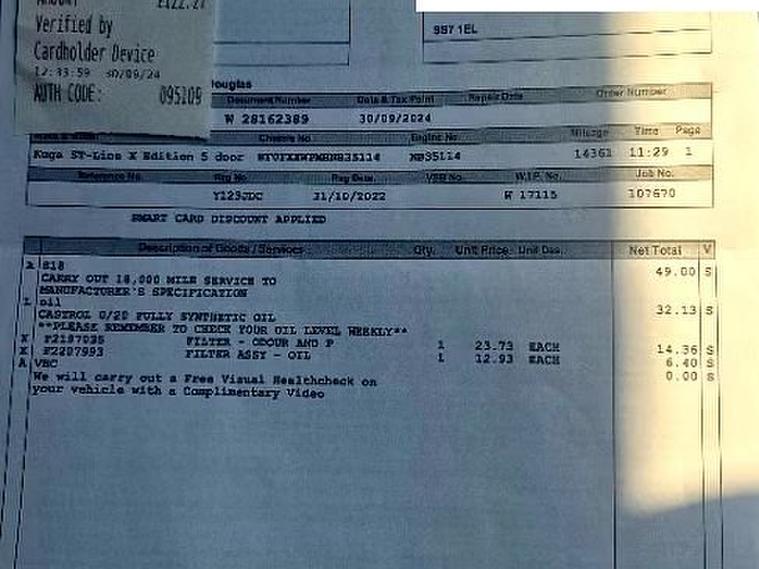 AMOUNT
Verified by
Cardholder Device
12:33:59 30/09/24
AUTH CODE: 095109
SS7 1EL
Douglas
Document Number Date & Tax Point Repair Date Order Number
W 28162389 30/09/2024
Chassis No. Engine No. Mileage Time Page
Kuga ST-Line X Edition 5 door 14361 11:29 1
Reference No. Reg No. Reg Date. VSB No. W.I.P. No. Job No.
31/10/2022 W 17115 107670
SMART CARD DISCOUNT APPLIED
Description of Goods / Services Qty. Unit Price Unit Des. Net Total V
A S18 49.00 S
CARRY OUT 18,000 MILE SERVICE TO
MANUFACTURER'S SPECIFICATION
L oil 32.13 S
CASTROL 0/20 FULLY SYNTHETIC OIL
**PLEASE REMEMBER TO CHECK YOUR OIL LEVEL WEEKLY**
X F2197035 FILTER - ODOUR AND P 1 23.73 EACH 14.36 S
X F2207993 FILTER ASSY - OIL 1 12.93 EACH 6.40 S
A VHC 0.00 S
We will carry out a Free Visual Healthcheck on
your vehicle with a Complimentary Video